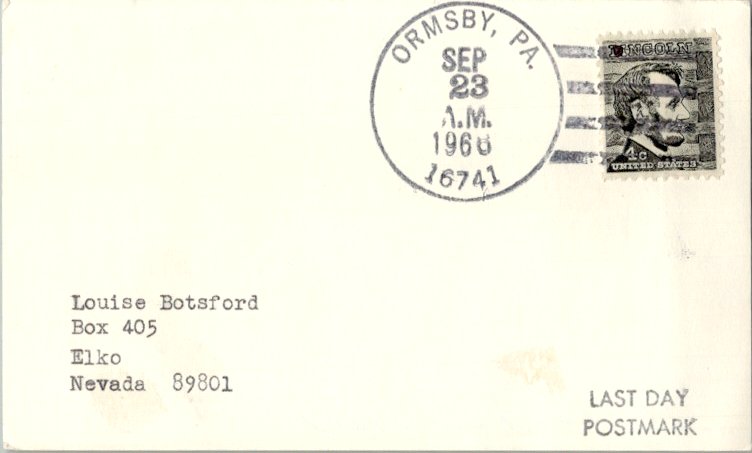 ORMSBY, PA.
SEP
23
A.M.
1966
16741
LINCOLN
4c
UNITED STATES
Louise Botsford
Box 405
Elko
Nevada 89801
LAST DAY
POSTMARK